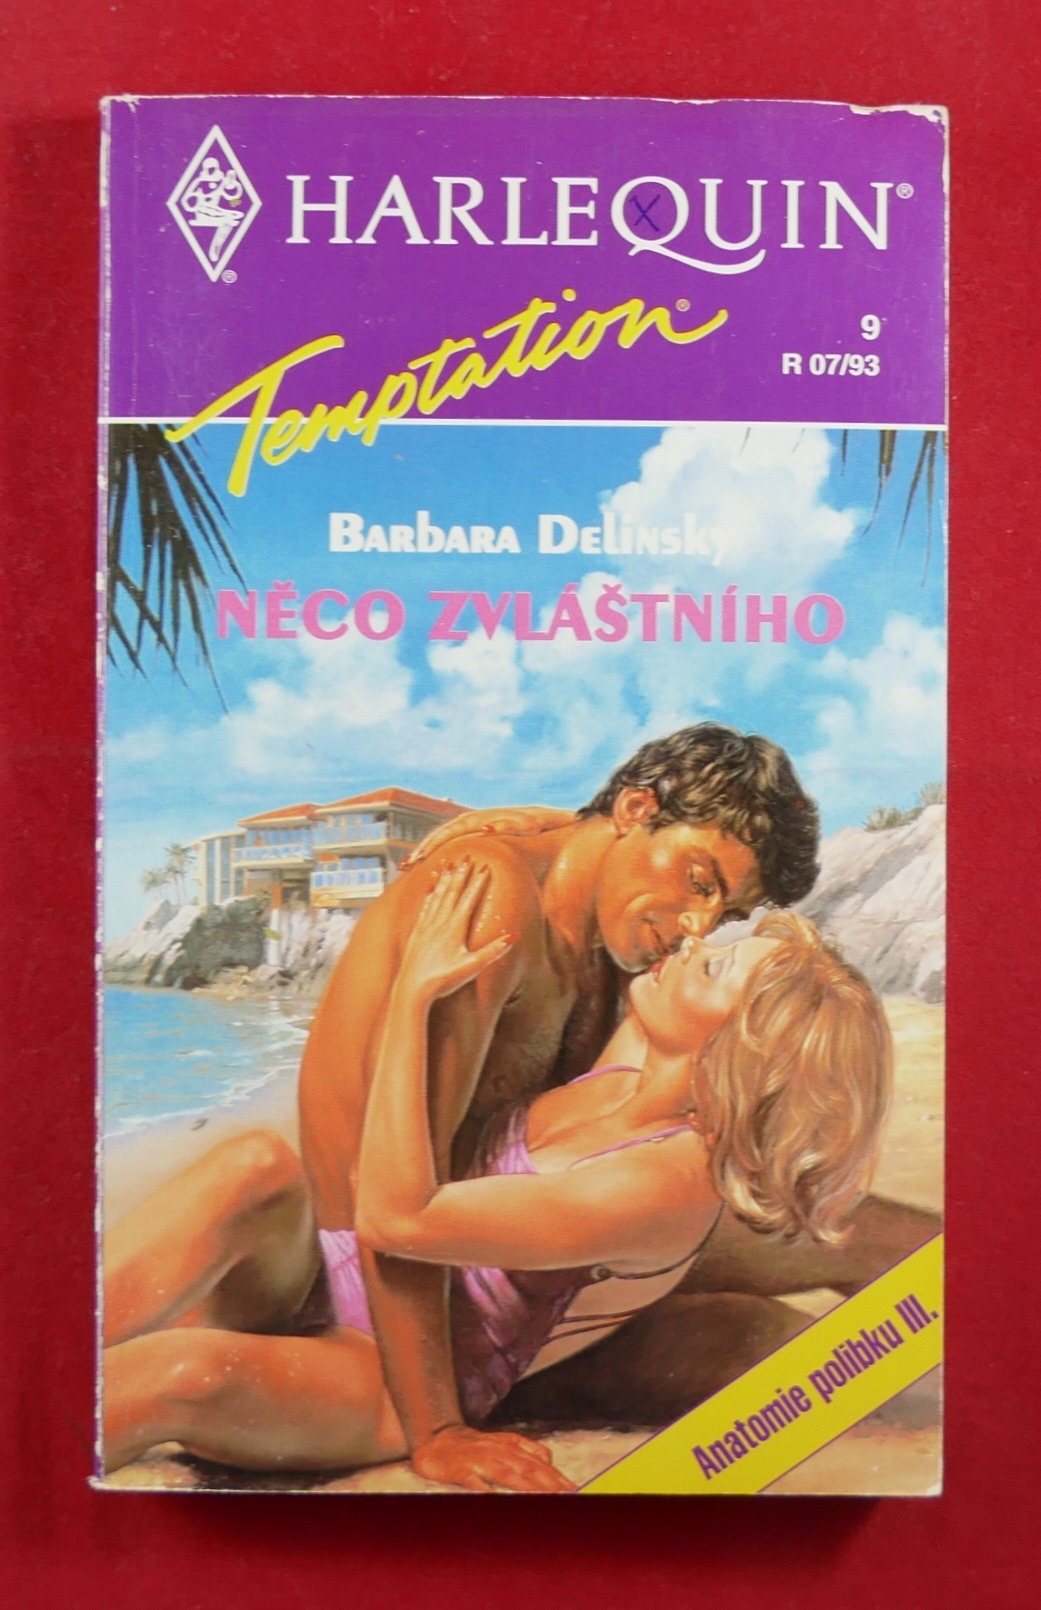 HARLEQUIN®
Temptation®
9
R 07/93
Barbara Delinsky
NĚCO ZVLÁŠTNÍHO
Anatomie polibku III.